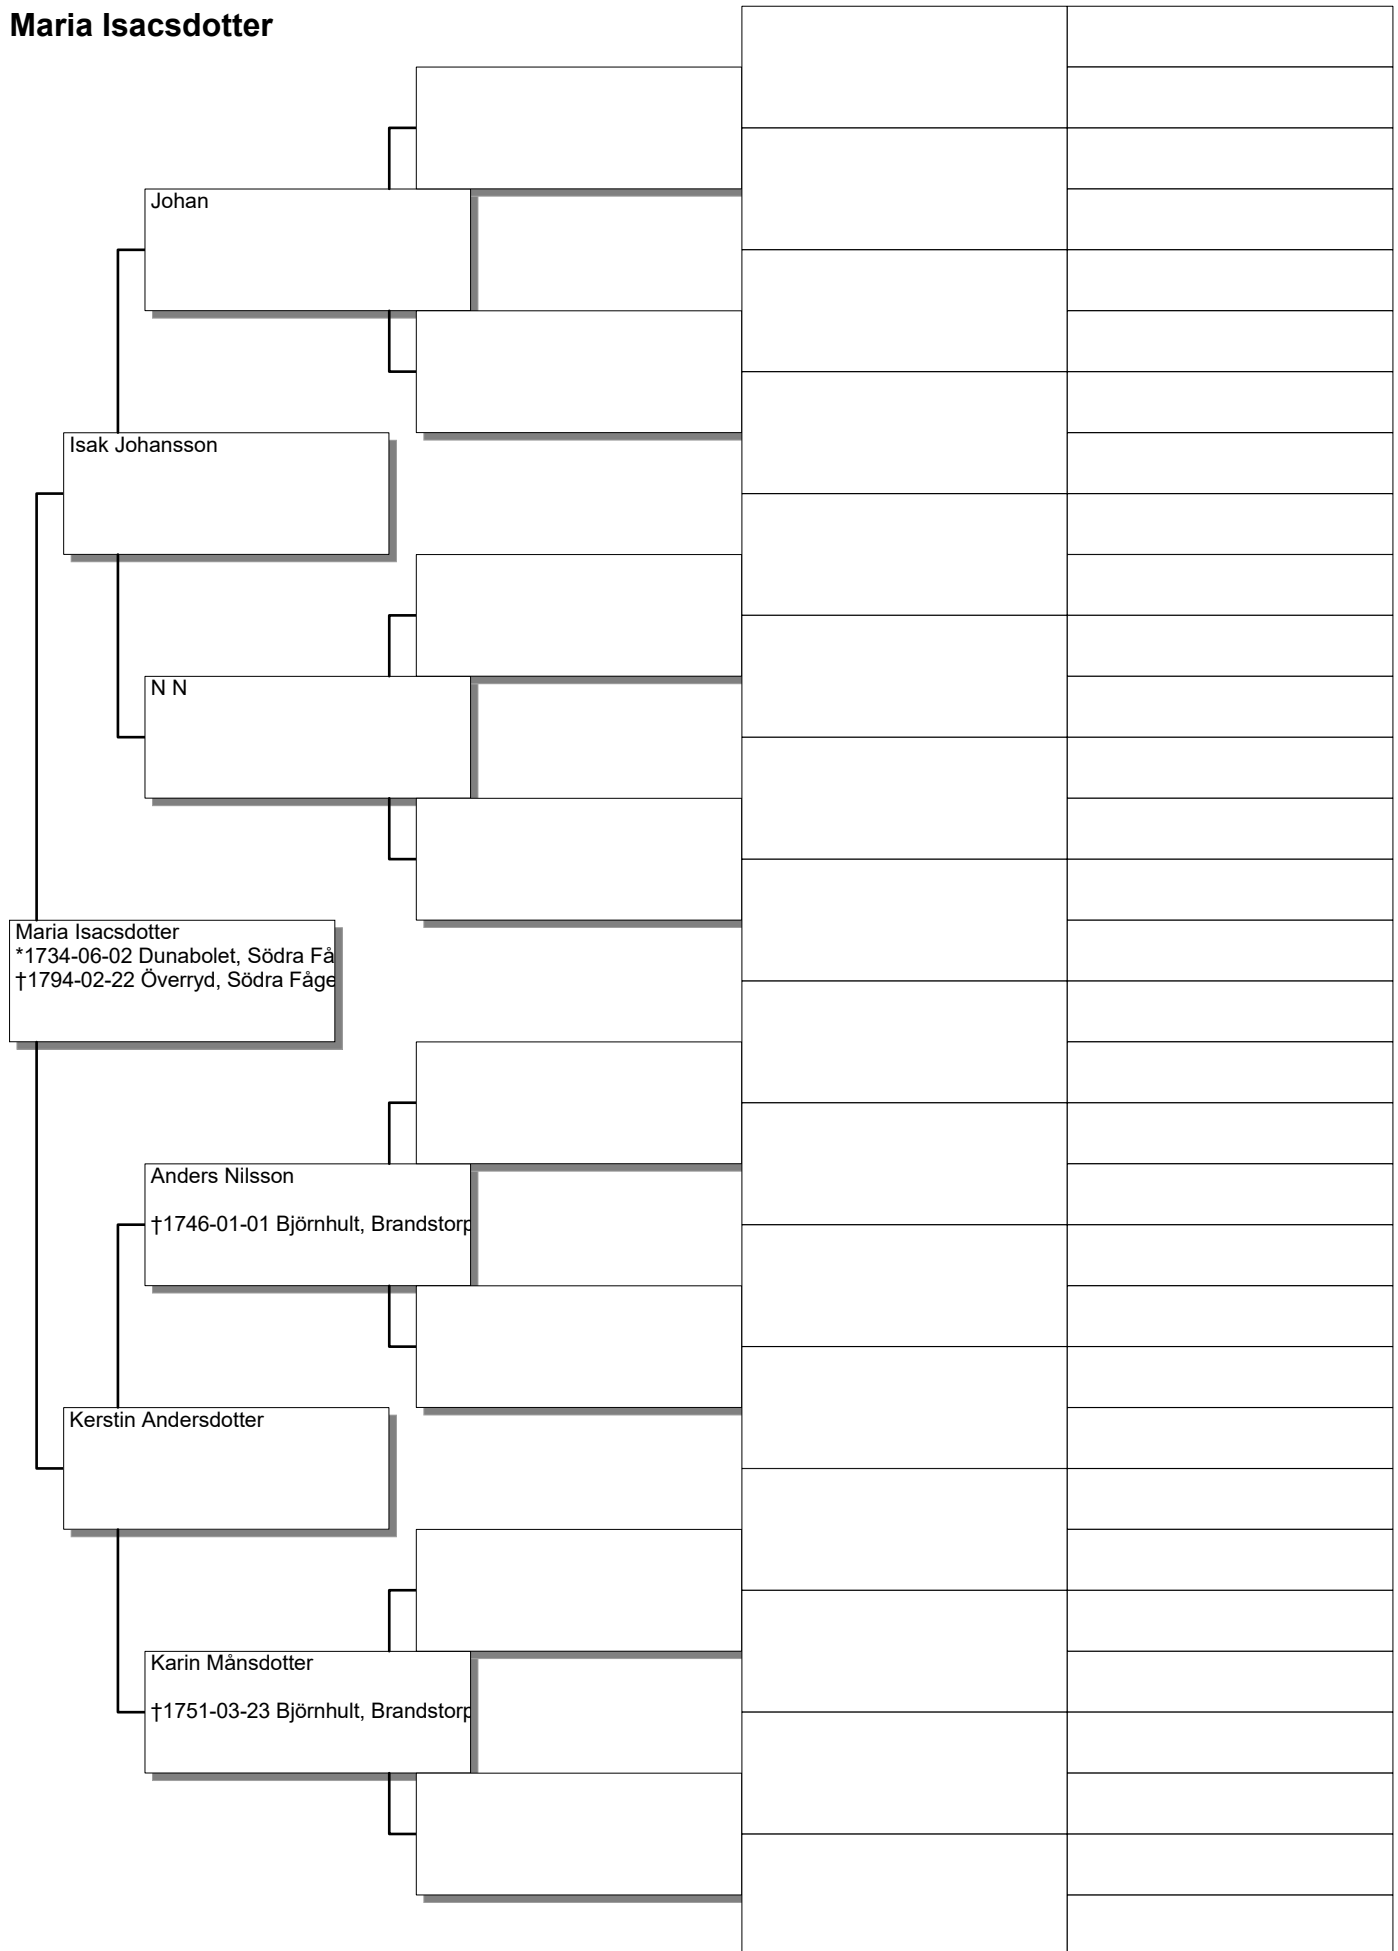 Maria Isacsdotter
Johan
Isak Johansson
N N
Maria Isacsdotter
*1734-06-02 Dunabolet, Södra Få
†1794-02-22 Överryd, Södra Fåge
Anders Nilsson
†1746-01-01 Björnhult, Brandstorp
Kerstin Andersdotter
Karin Månsdotter
†1751-03-23 Björnhult, Brandstorp